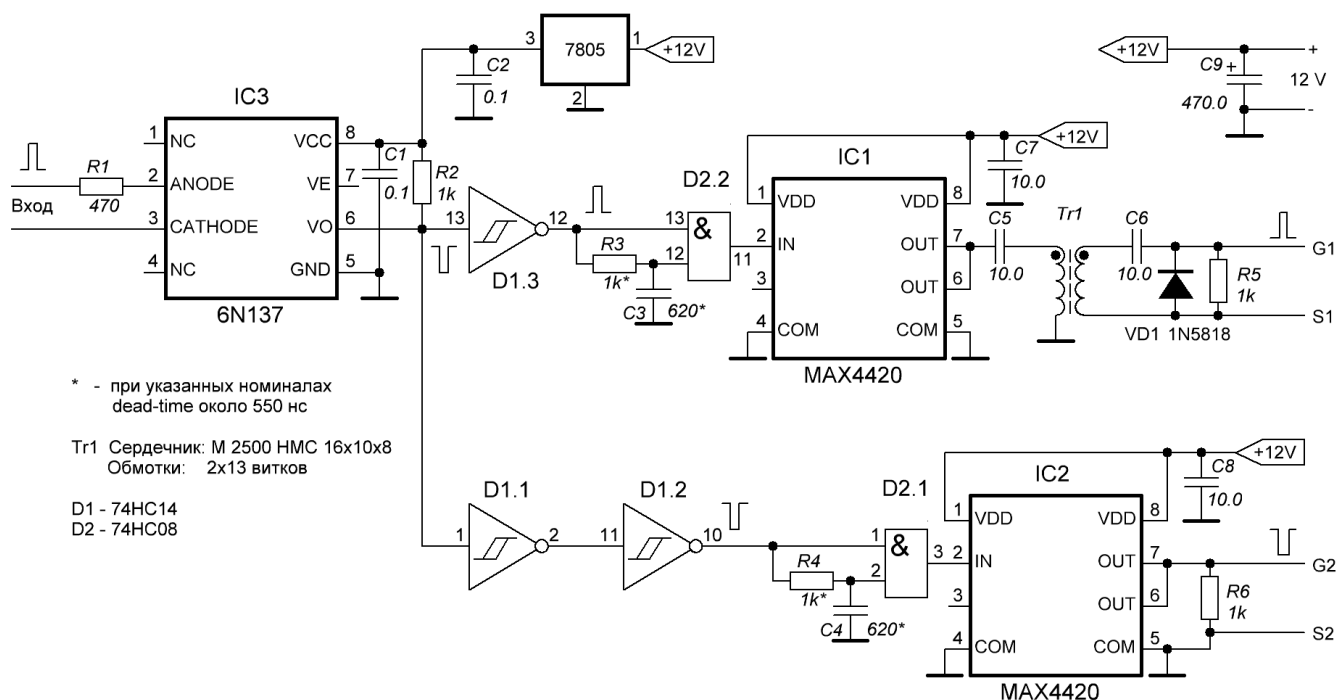 3
7805
1
+12V
C2
0.1
2
+12V
C9
+
470.0
+
12 V
-
IC3
1
NC
VCC
8
R1
2
ANODE
VE
7
470
Вход
3
CATHODE
VO
6
4
NC
GND
5
6N137
C1
0.1
R2
1k
13
12
D1.3
R3
1k*
C3
620*
D2.2
13
&
12
11
IC1
1
VDD
VDD
8
2
IN
OUT
7
3
OUT
6
4
COM
COM
5
MAX4420
+12V
C7
10.0
C5
10.0
Tr1
C6
10.0
R5
1k
VD1 1N5818
G1
S1
* - при указанных номиналах
dead-time около 550 нс
Tr1 Сердечник: М 2500 НМС 16х10х8
Обмотки: 2х13 витков
D1 - 74HC14
D2 - 74HC08
D1.1
1
2
D1.2
11
10
R4
1k*
C4
620*
D2.1
1
&
2
3
IC2
1
VDD
VDD
8
2
IN
OUT
7
3
OUT
6
4
COM
COM
5
MAX4420
+12V
C8
10.0
R6
1k
G2
S2